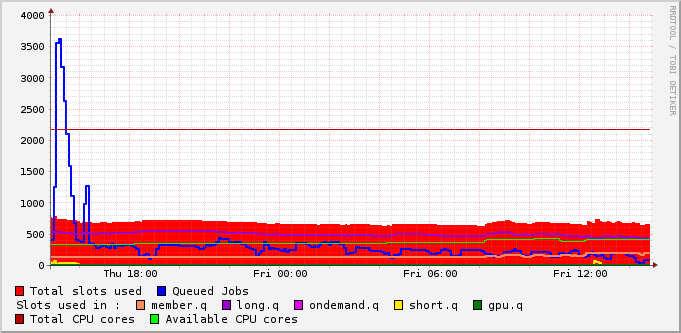 RRDTOOL / TOBI OETIKER
4000
3500
3000
2500
2000
1500
1000
500
0
Thu 18:00 Fri 00:00 Fri 06:00 Fri 12:00
Total slots used Queued Jobs
Slots used in : member.q long.q ondemand.q short.q gpu.q
Total CPU cores Available CPU cores